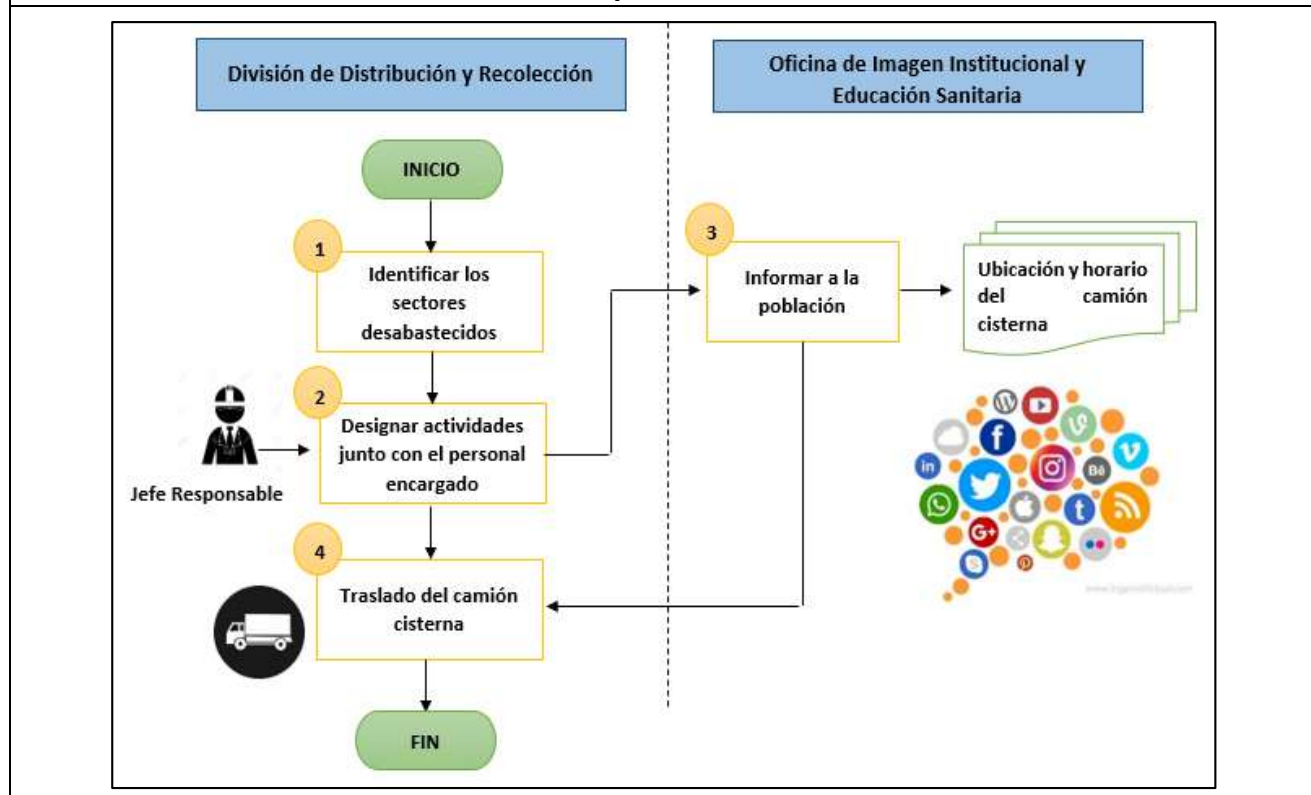 División de Distribución y Recolección
Oficina de Imagen Institucional y
Educación Sanitaria
INICIO
1
Identificar los
sectores
desabastecidos
2
Designar actividades
junto con el personal
encargado
Jefe Responsable
3
Informar a la
población
Ubicación y horario
del camión
cisterna
4
Traslado del camión
cisterna
FIN
in
f
Bē
t
G+